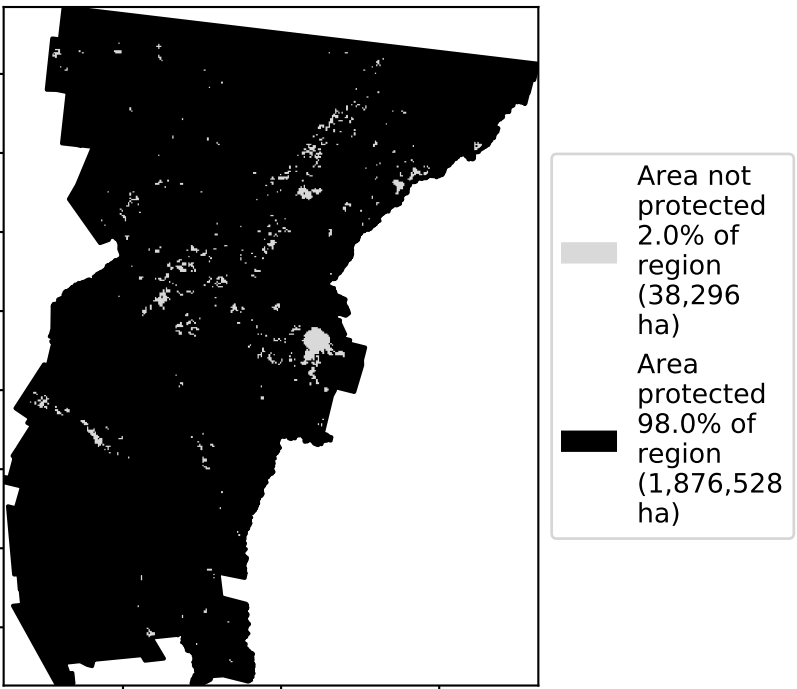 Area not
protected
2.0% of
region
(38,296
ha)
Area
protected
98.0% of
region
(1,876,528
ha)